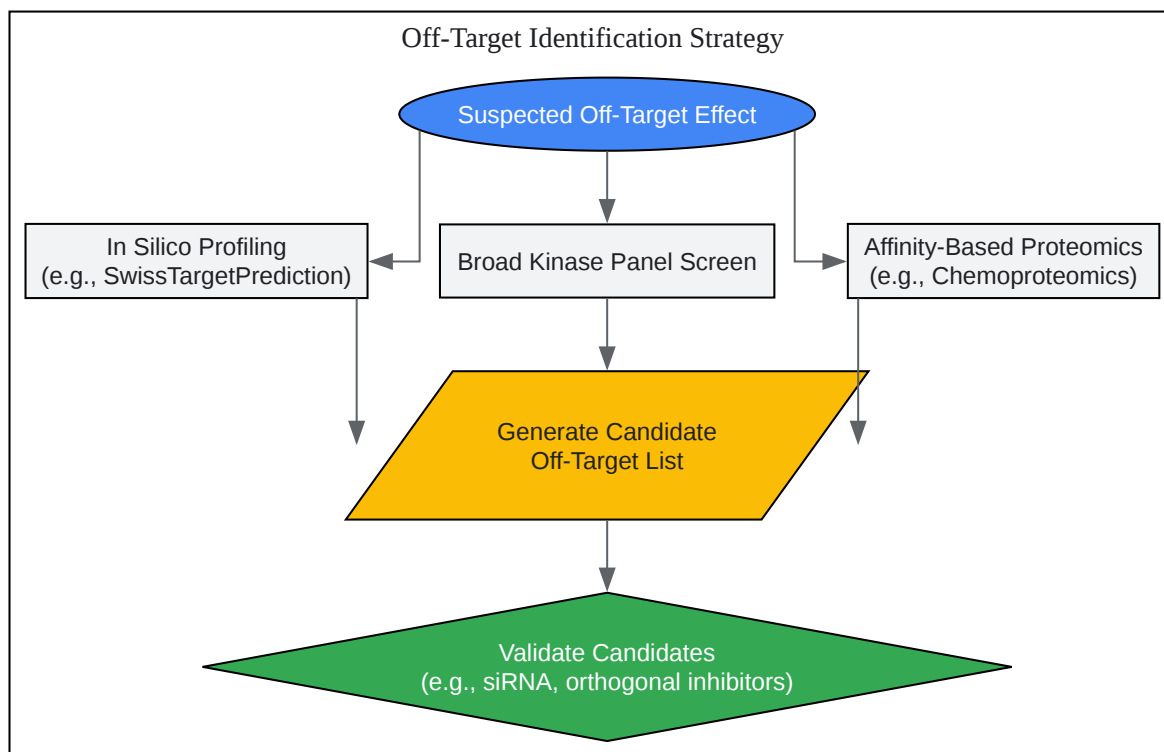 Off-Target Identification Strategy
Suspected Off-Target Effect
In Silico Profiling
(e.g., SwissTargetPrediction)
Broad Kinase Panel Screen
Affinity-Based Proteomics
(e.g., Chemoproteomics)
Generate Candidate
Off-Target List
Validate Candidates
(e.g., siRNA, orthogonal inhibitors)